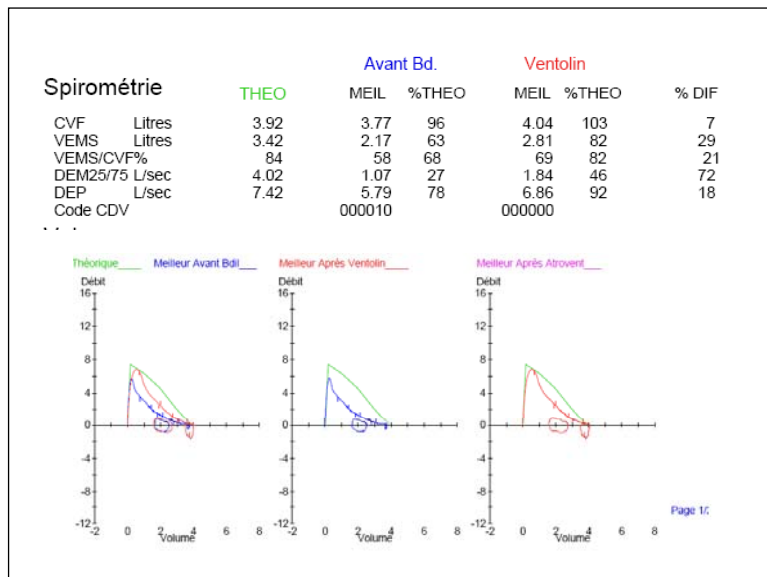 Avant Bd. Ventolin
Spirométrie THEO MEIL %THEO MEIL %THEO % DIF
CVF Litres 3.92 3.77 96 4.04 103 7
VEMS Litres 3.42 2.17 63 2.81 82 29
VEMS/CVF% 84 58 68 69 82 21
DEM25/75 L/sec 4.02 1.07 27 1.84 46 72
DEP L/sec 7.42 5.79 78 6.86 92 18
Code CDV 000010 000000
Théorique____ Meilleur Avant Bdil___ Meilleur Après Ventolin____ Meilleur Après Atrovent___
Débit Débit Débit
16 16 16
12 12 12
8 8 8
4 4 4
0 0 0
-4 -4 -4
-8 -8 -8
Page 1/
-12 -12 -12
-2 0 2 4 6 8 -2 0 2 4 6 8 -2 0 2 4 6 8
Volume Volume Volume